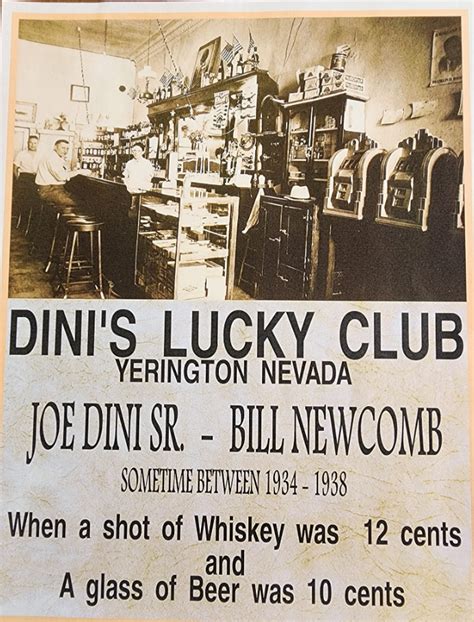 DINI'S LUCKY CLUB
YERINGTON NEVADA
JOE DINI SR. - BILL NEWCOMB
SOMETIME BETWEEN 1934 - 1938
When a shot of Whiskey was 12 cents
and
A glass of Beer was 10 cents